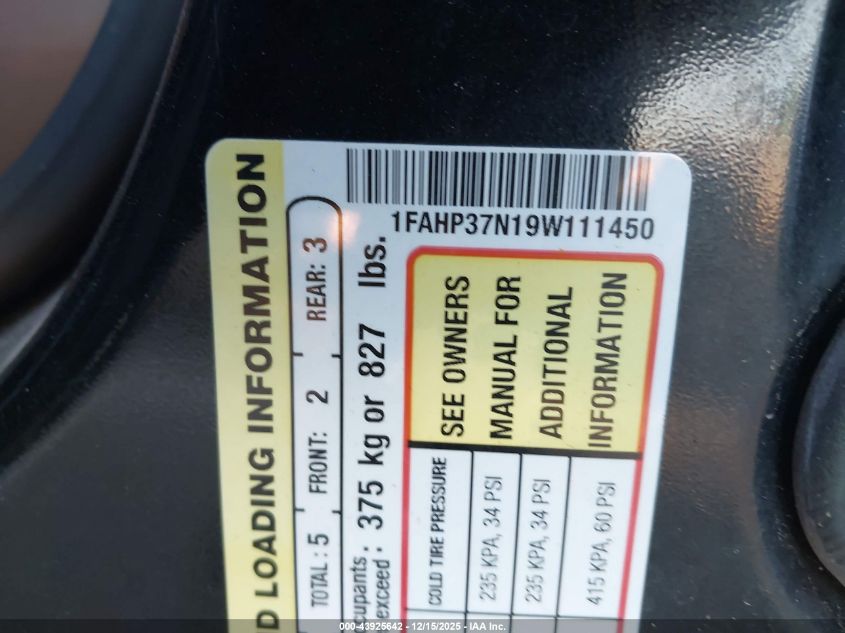 1FAHP37N19W111450
D LOADING INFORMATION
TOTAL : 5 FRONT: 2 REAR: 3
cupants
exceed : 375 kg or 827 lbs.
COLD TIRE PRESSURE
235 KPA, 34 PSI
235 KPA, 34 PSI
415 KPA, 60 PSI
SEE OWNERS
MANUAL FOR
ADDITIONAL
INFORMATION
000-43925642 - 12/15/2025 - IAA Inc.